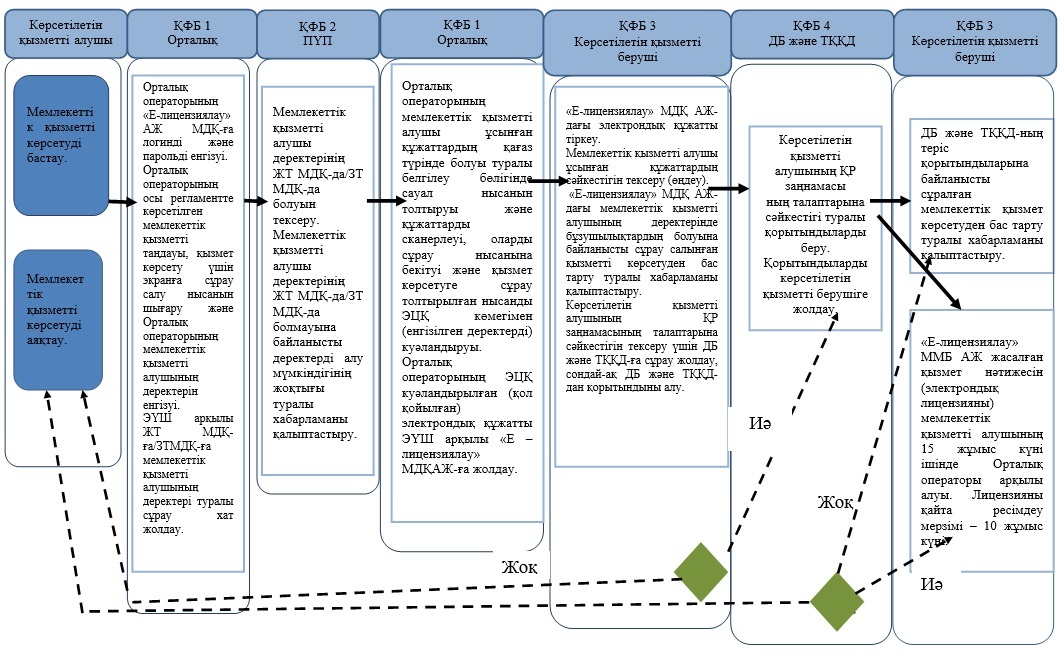 Көрсетілетін
қызметті алушы
ҚФБ 1
Орталық
ҚФБ 2
ПҮП
ҚФБ 1
Орталық
ҚФБ 3
Көрсетілетін қызметті
беруші
ҚФБ 4
ДБ және ТҚҚД
ҚФБ 3
Көрсетілетін қызметті
беруші
Мемлекетті
к қызметті
көрсетуді
бастау.
Мемлекет
тік
қызметті
көрсетуді
аяқтау.
Орталық
операторының
«Е-лицензиялау»
АЖ МДҚ-ға
логинді және
парольді енгізуі.
Орталық
операторының
осы регламентте
көрсетілген
мемлекеттік
қызметті
таңдауы, қызмет
көрсету үшін
экранға сұрау
салу нысанын
шығару және
Орталық
операторының
мемлекеттік
қызметті
алушының
деректерін
енгізуі.
ЭҮШ арқылы
ЖТ МДҚ-
ға/ЗТМДҚ-ға
мемлекеттік
қызметті
алушының
деректері туралы
сұрау хат
жолдау.
Мемлекеттік
қызметті
алушы
деректерінің
ЖТ МДҚ-да/ЗТ
МДҚ-да
болуын
тексеру.
Мемлекеттік
қызметті
алушы
деректерінің
ЖТ МДҚ-да/ЗТ
МДҚ-да
болмауына
байланысты
деректерді алу
мүмкіндігінің
жоқтығы
туралы
хабарламаны
қалыптастыру.
Орталық
операторының
мемлекеттік қызметті
алушы ұсынған
құжаттардың қағаз
түрінде болуы туралы
белгілеу бөлігінде
сауал нысанын
толтыруы және
құжаттарды
сканерлеуі, оларды
сұрау нысанына
бекітуі және қызмет
көрсетуге сұрау
толтырылған нысанды
ЭЦҚ көмегімен
(енгізілген деректерді)
куәландыруы.
Орталық
операторының ЭЦҚ
куәландырылған (қол
қойылған)
электрондық құжатты
ЭҮШ арқылы «Е –
лицензиялау»
МДҚАЖ-ға жолдау.
«Е-лицензиялау» МДҚ АЖ-
дағы электрондық құжатты
тіркеу.
Мемлекеттік қызметті алушы
ұсынған құжаттардың
сәйкестігін тексеру (өңдеу).
«Е-лицензиялау» МДҚ АЖ-
дағы мемлекеттік қызметті
алушының деректерінде
бұзушылықтардың болуына
байланысты сұрау салынған
қызметті көрсетуден бас
тарту туралы хабарламаны
қалыптастыру.
Көрсетілетін қызметті
алушының ҚР
заңнамасының талаптарына
сәйкестігін тексеру үшін ДБ
және ТҚҚД-ға сұрау жолдау,
сондай-ақ ДБ және ТҚҚД-
дан қорытындыны алу.
Көрсетілетін
қызметті
алушының ҚР
заңнамасы
ның талаптарына
сәйкестігі туралы
қорытындыларды
беру.
Қорытындыларды
көрсетілетін
қызметті берушіге
жолдау.
ДБ және ТҚҚД-ның
теріс
қорытындыларына
байланысты
сұралған
мемлекеттік қызмет
көрсетуден бас тарту
туралы хабарламаны
қалыптастыру.
«Е-лицензиялау»
ММБ АЖ жасалған
қызмет нәтижесін
(электрондық
лицензияны)
мемлекеттік
қызметті алушының
15 жұмыс күні
ішінде Орталық
операторы арқылы
алуы. Лицензияны
қайта ресімдеу
мерзімі – 10 жұмыс
күні.
Иә
Жоқ
Жоқ
Иә